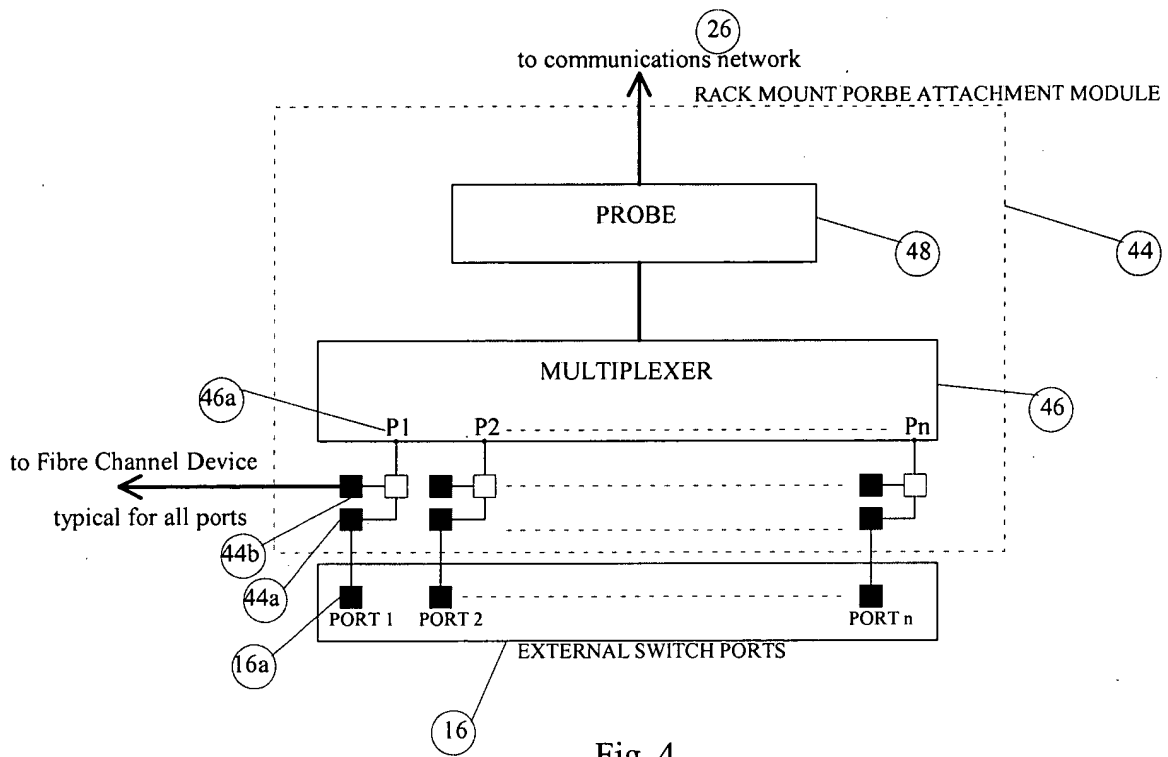 26
to communications network
RACK MOUNT PORBE ATTACHMENT MODULE
PROBE
48
44
MULTIPLEXER
46a
46
P1 P2 Pn
to Fibre Channel Device
typical for all ports
44b
44a
PORT 1 PORT 2 PORT n
EXTERNAL SWITCH PORTS
16a
16
Fig. 4